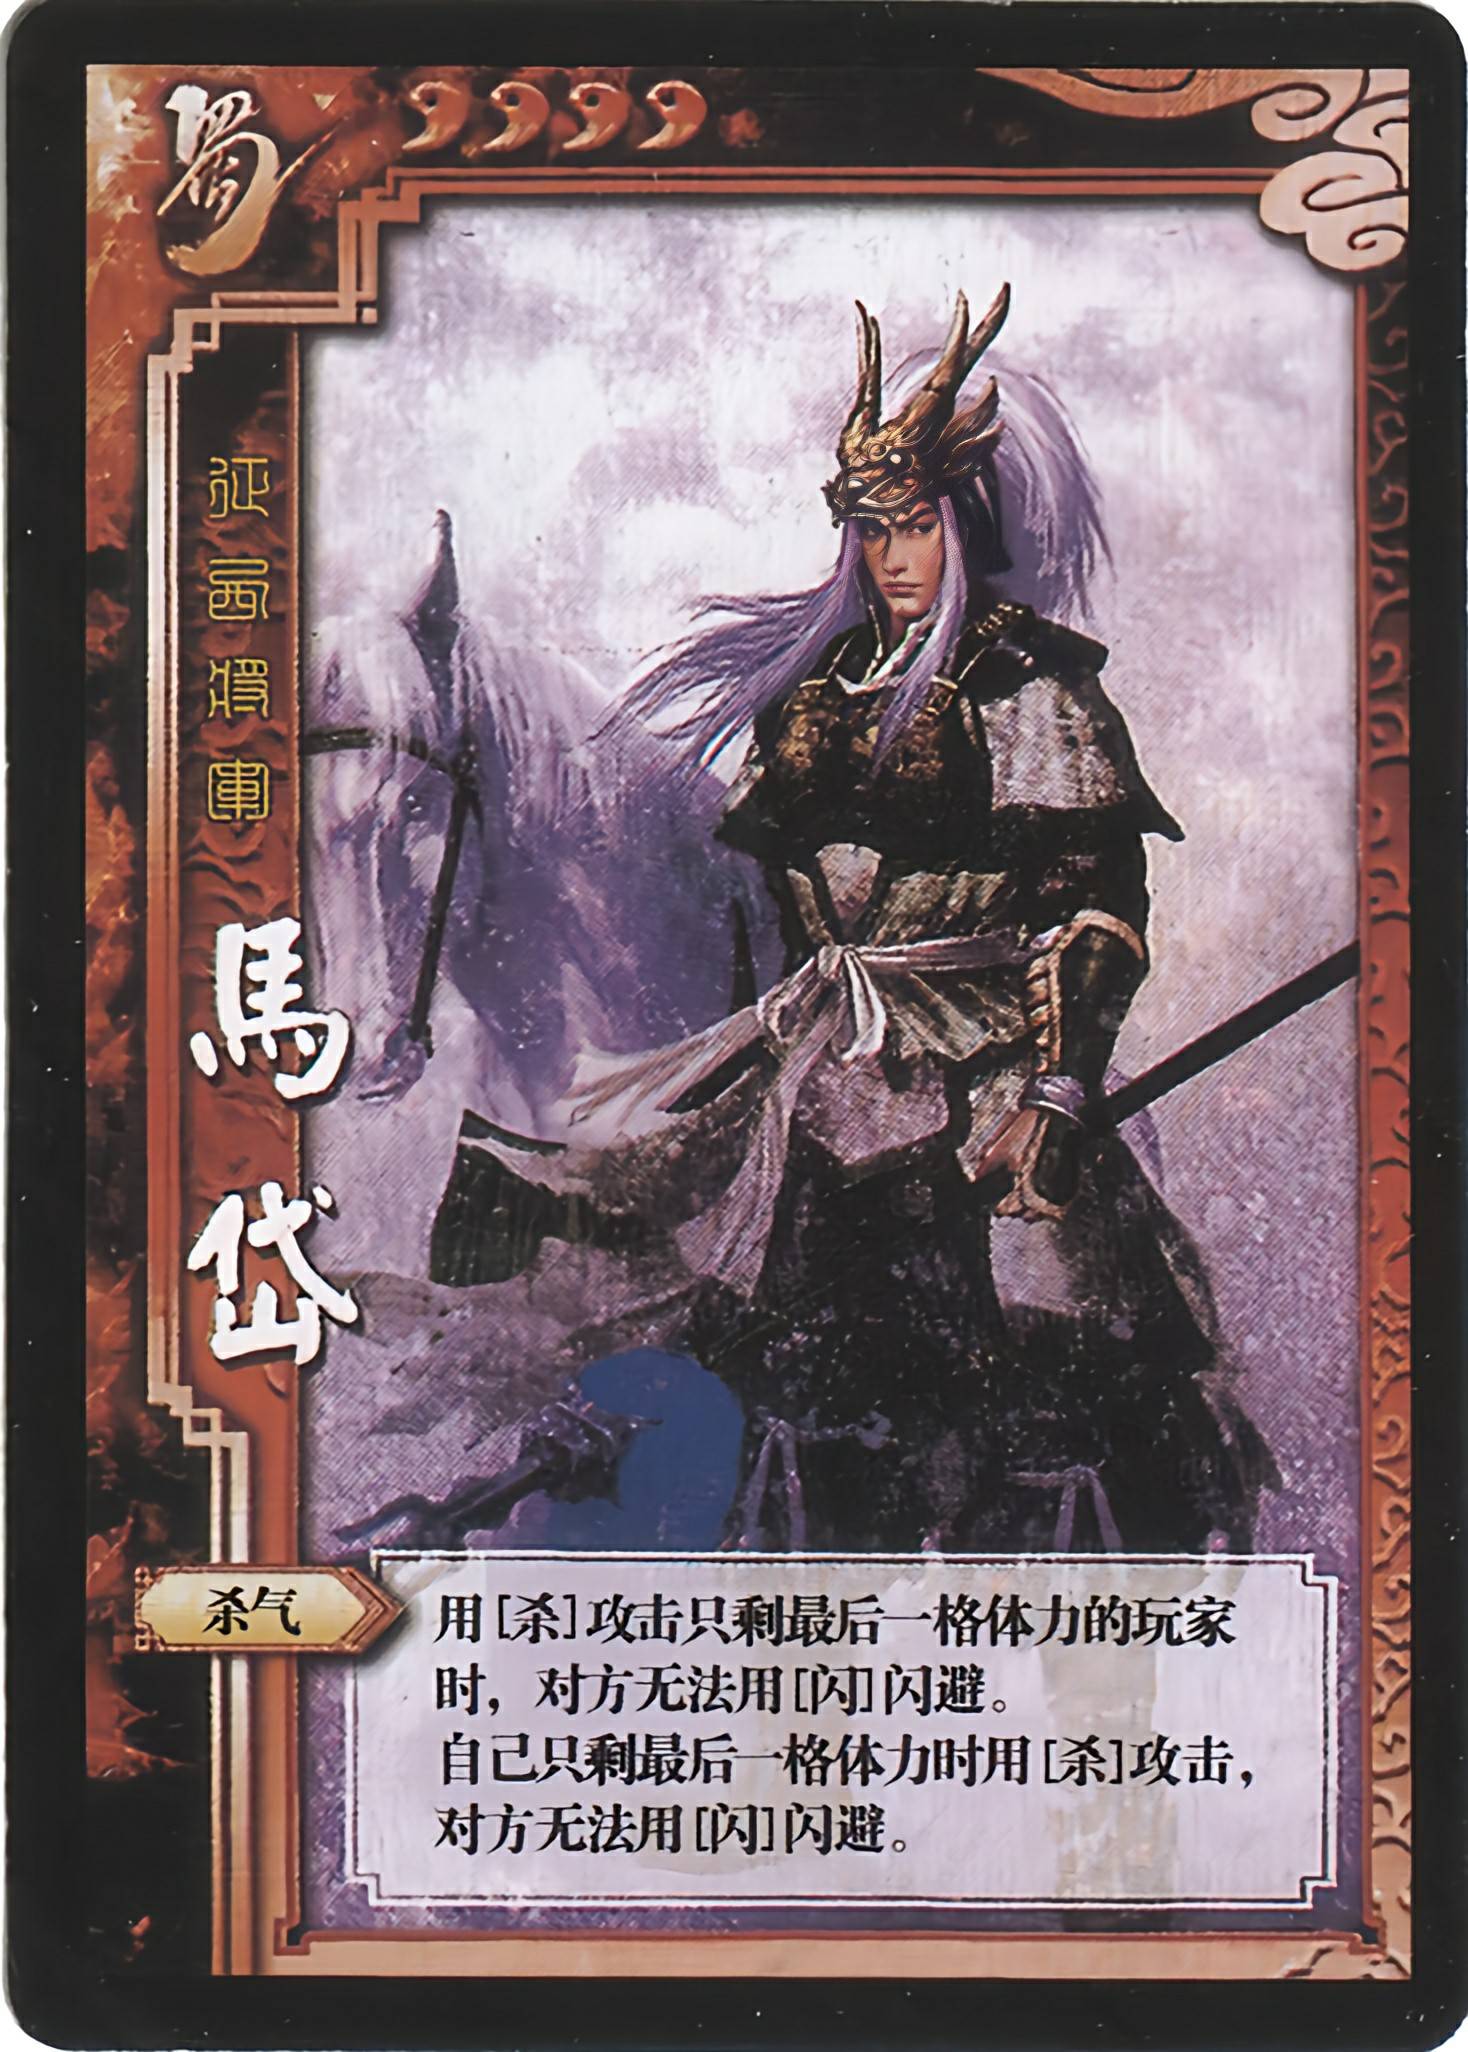 蜀
征西将軍
馬岱
杀气
用[杀]攻击只剩最后一格体力的玩家
时，对方无法用[闪]闪避。
自己只剩最后一格体力时用[杀]攻击，
对方无法用[闪]闪避。